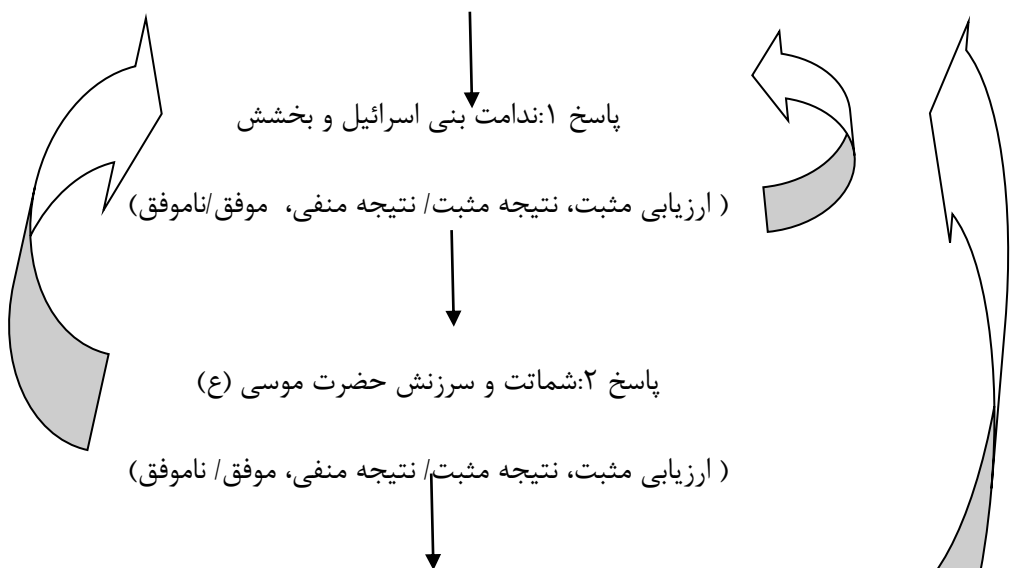 پاسخ ۱:ندامت بنی اسرائیل و بخشش
( ارزیابی مثبت، نتیجه مثبت/ نتیجه منفی، موفق/ناموفق)
پاسخ ۲:شماتت و سرزنش حضرت موسی (ع)
( ارزیابی مثبت، نتیجه مثبت/ نتیجه منفی، موفق/ ناموفق)